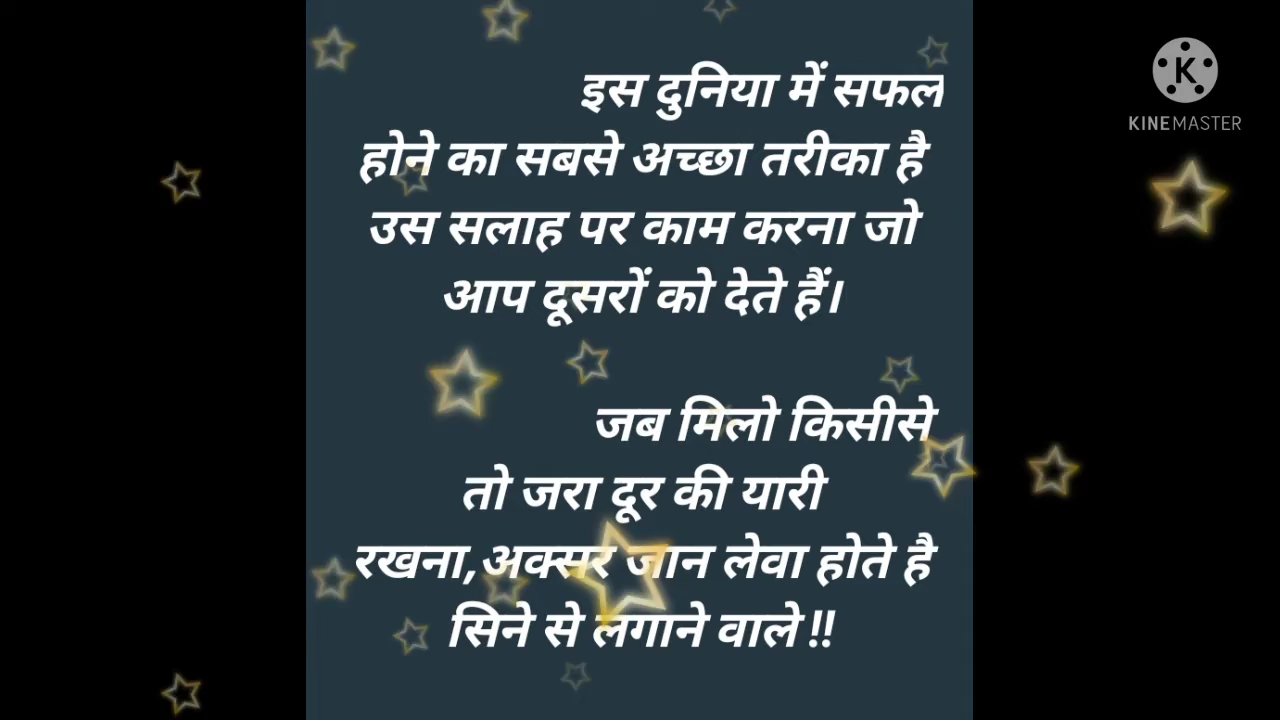 इस दुनिया में सफल
होने का सबसे अच्छा तरीका है
उस सलाह पर काम करना जो
आप दूसरों को देते हैं।
जब मिलो किसीसे
तो जरा दूर की यारी
रखना,अक्सर जान लेवा होते है
सिने से लगाने वाले !!
K
KINEMASTER